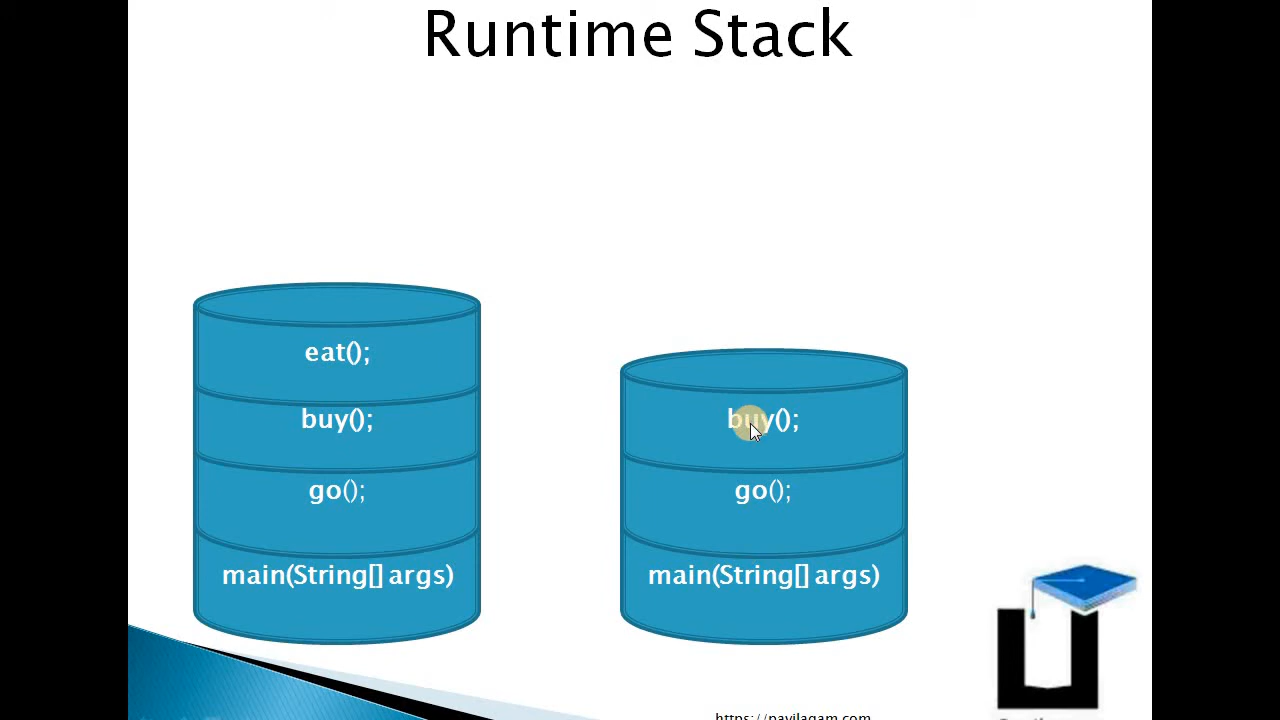 Runtime Stack
eat();
buy();
go();
main(String[] args)
buy();
go();
main(String[] args)